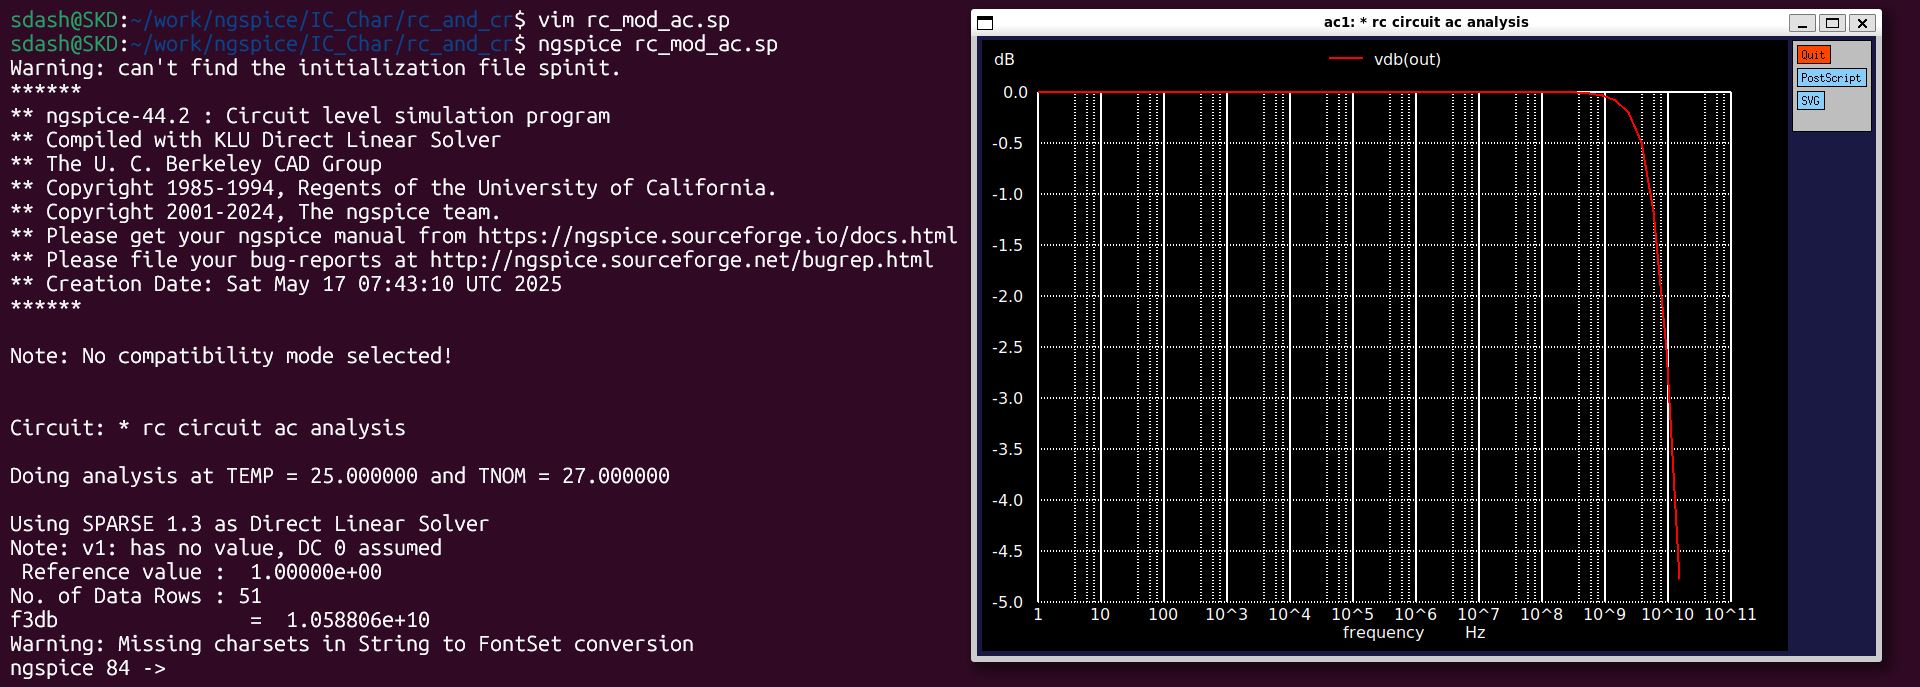 sdash@SKD:~/work/ngspice/IC_Char/rc_and_cr$ vim rc_mod_ac.sp
sdash@SKD:~/work/ngspice/IC_Char/rc_and_cr$ ngspice rc_mod_ac.sp
Warning: can't find the initialization file spinit.
******
** ngspice-44.2 : Circuit level simulation program
** Compiled with KLU Direct Linear Solver
** The U. C. Berkeley CAD Group
** Copyright 1985-1994, Regents of the University of California.
** Copyright 2001-2024, The ngspice team.
** Please get your ngspice manual from https://ngspice.sourceforge.io/docs.html
** Please file your bug-reports at http://ngspice.sourceforge.net/bugrep.html
** Creation Date: Sat May 17 07:43:10 UTC 2025
******
Note: No compatibility mode selected!
Circuit: * rc circuit ac analysis
Doing analysis at TEMP = 25.000000 and TNOM = 27.000000
Using SPARSE 1.3 as Direct Linear Solver
Note: v1: has no value, DC 0 assumed
Reference value : 1.00000e+00
No. of Data Rows : 51
f3db = 1.058806e+10
Warning: Missing charsets in String to FontSet conversion
ngspice 84 ->
ac1: * rc circuit ac analysis
dB
vdb(out)
Quit
PostScript
SVG
0.0
-0.5
-1.0
-1.5
-2.0
-2.5
-3.0
-3.5
-4.0
-4.5
-5.0
1 10 100 10^3 10^4 10^5 10^6 10^7 10^8 10^9 10^10 10^11
frequency Hz